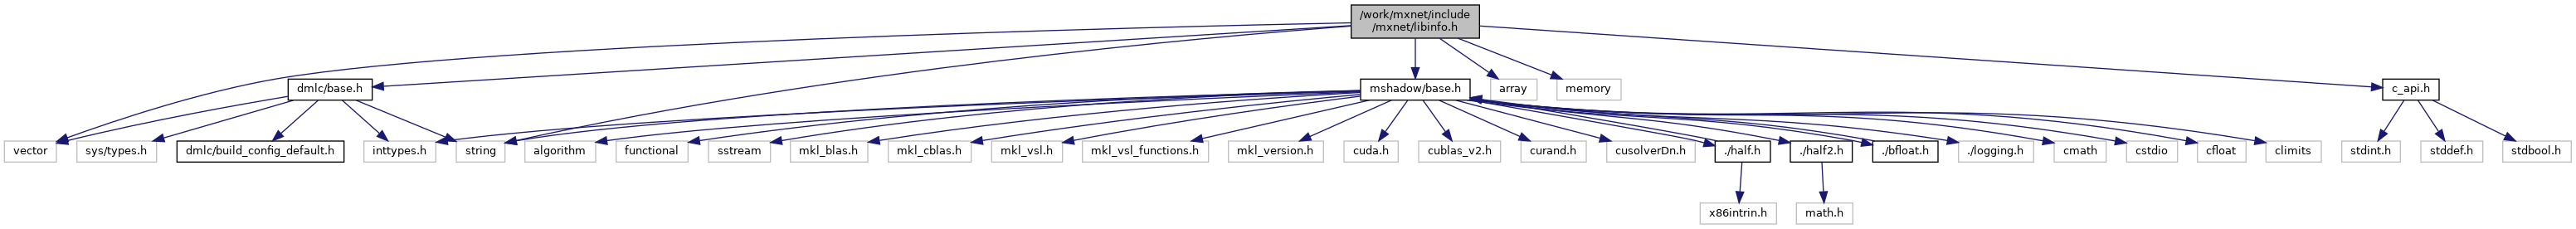 /work/mxnet/include
/mxnet/libinfo.h
dmlc/base.h
mshadow/base.h
array
memory
c_api.h
vector
sys/types.h
dmlc/build_config_default.h
inttypes.h
string
algorithm
functional
sstream
mkl_blas.h
mkl_cblas.h
mkl_vsl.h
mkl_vsl_functions.h
mkl_version.h
cuda.h
cublas_v2.h
curand.h
cusolverDn.h
./half.h
./half2.h
./bfloat.h
./logging.h
cmath
cstdio
cfloat
climits
stdint.h
stddef.h
stdbool.h
x86intrin.h
math.h